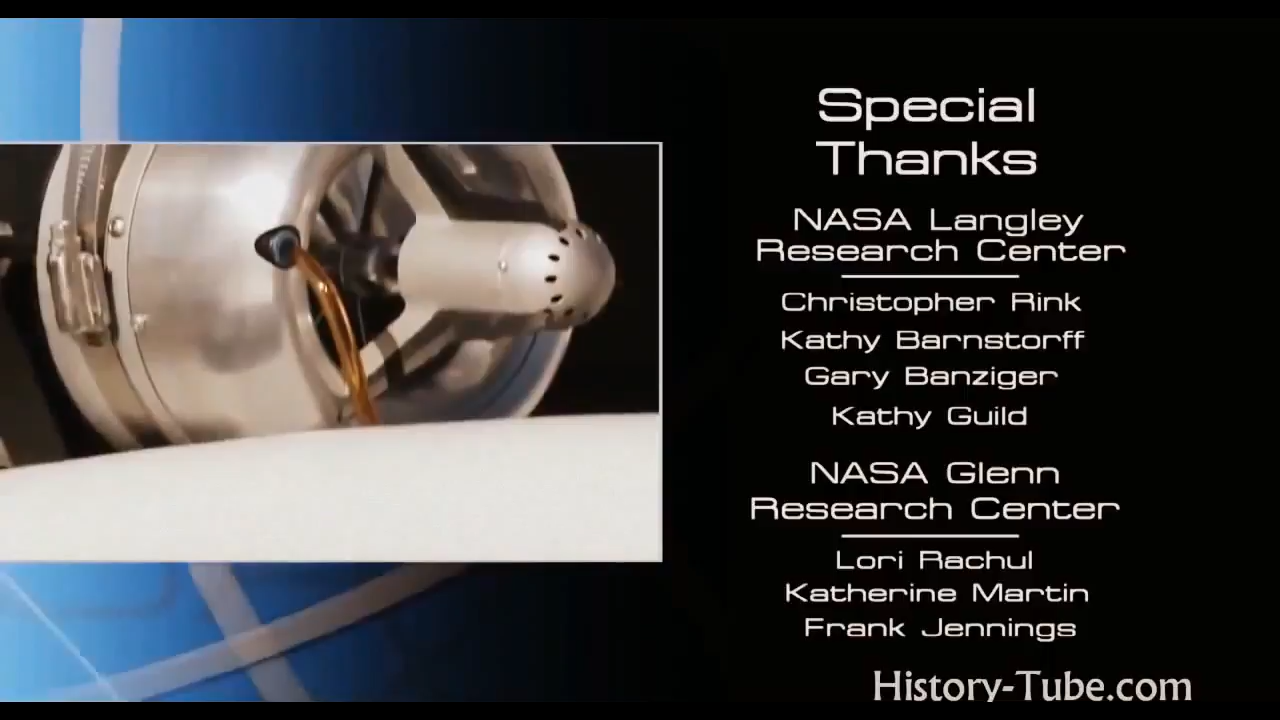 Special
Thanks
NASA Langley
Research Center
Christopher Rink
Kathy Barnstorff
Gary Banziger
Kathy Guild
NASA Glenn
Research Center
Lori Rachul
Katherine Martin
Frank Jennings
History-Tube.com